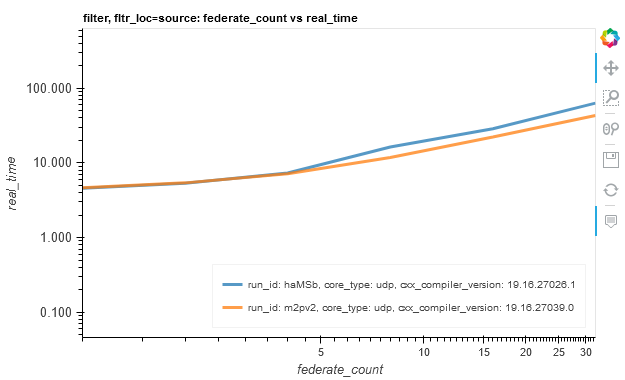 filter, fltr_loc=source: federate_count vs real_time
100.000
10.000
1.000
0.100
real_time
run_id: haMSb, core_type: udp, cxx_compiler_version: 19.16.27026.1
run_id: m2pv2, core_type: udp, cxx_compiler_version: 19.16.27039.0
5 10 15 20 25 30
federate_count